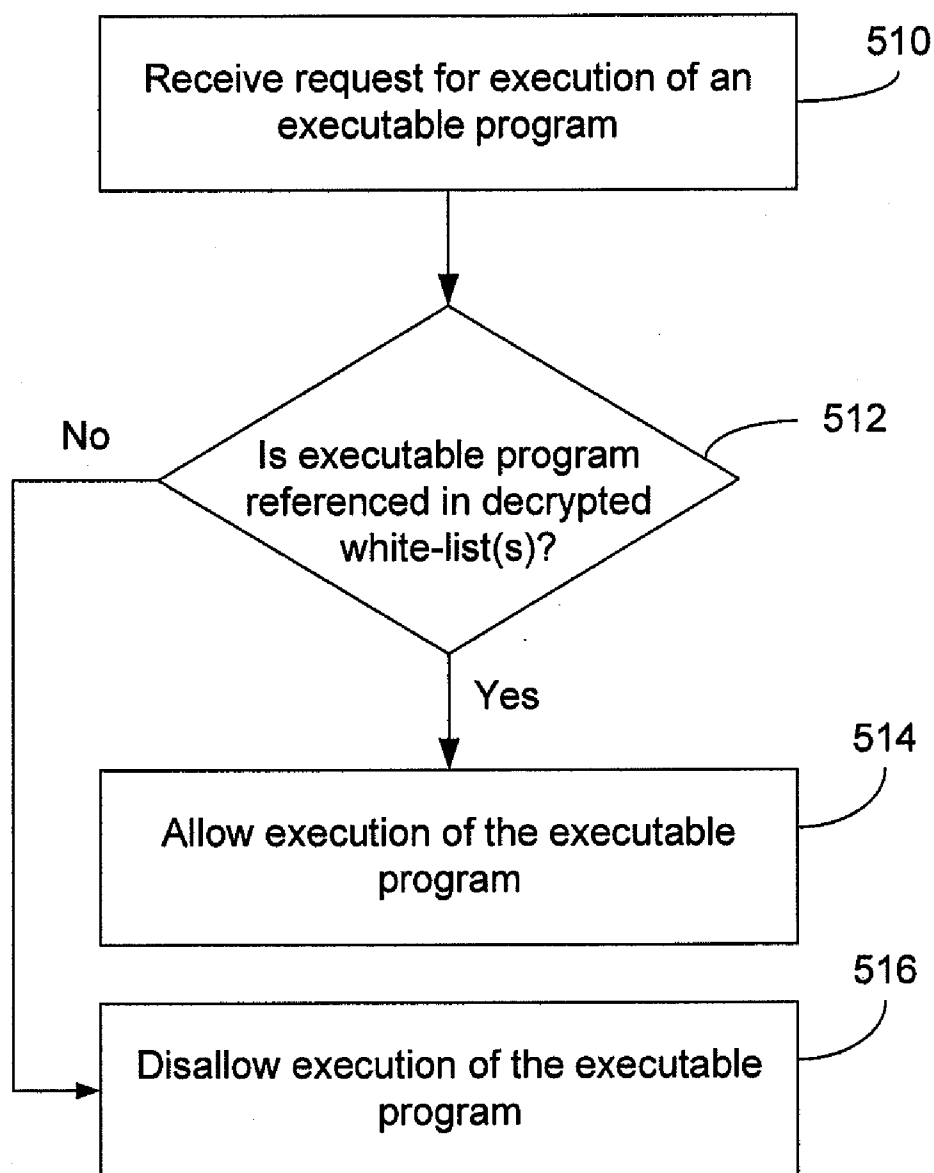 510
Receive request for execution of an
executable program
512
No
Is executable program
referenced in decrypted
white-list(s)?
Yes
514
Allow execution of the executable
program
516
Disallow execution of the executable
program